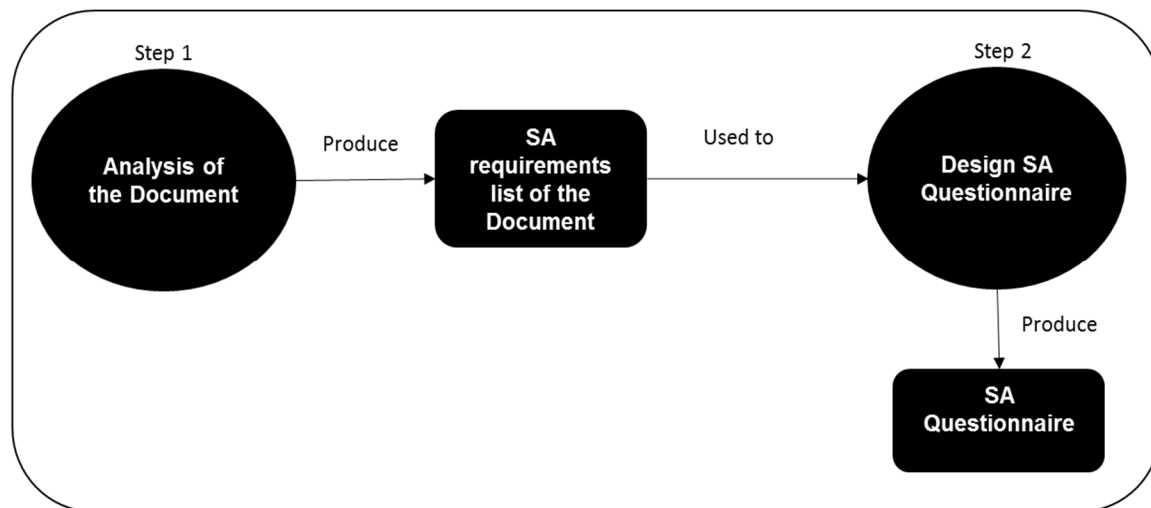 Step 1
Analysis of
the Document
Produce
SA
requirements
list of the
Document
Used to
Step 2
Design SA
Questionnaire
Produce
SA
Questionnaire